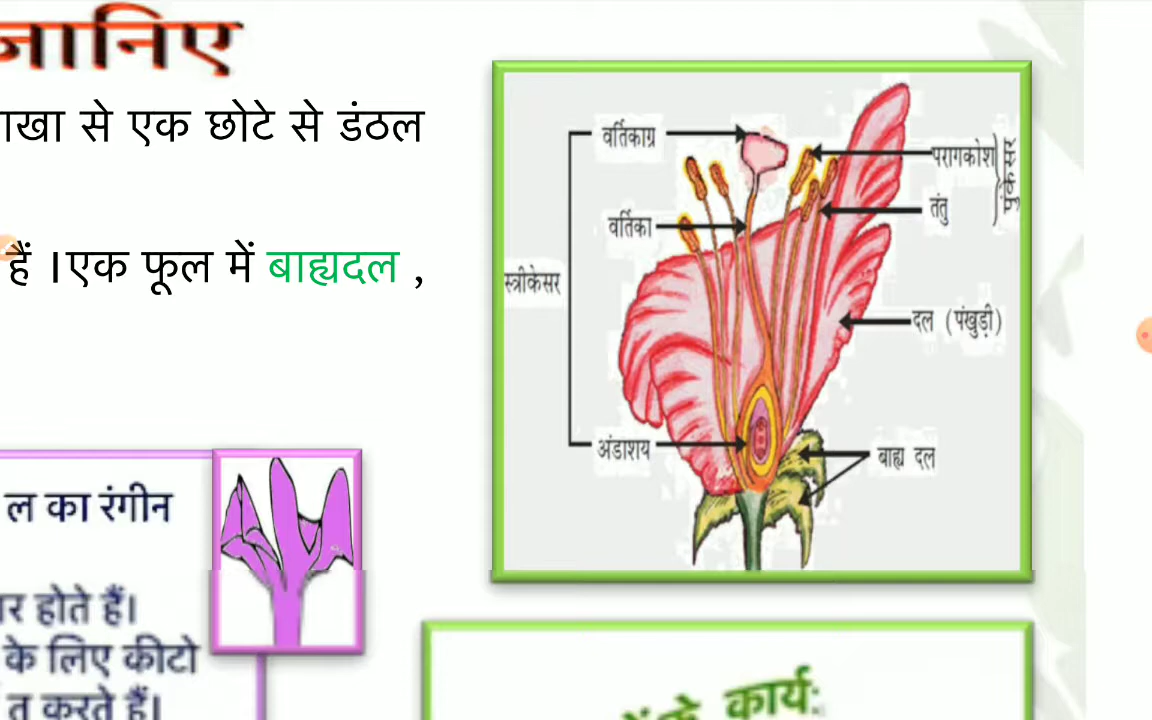 जानिए
से एक छोटे से डंठल
हैं ।एक फूल में बाह्यदल ,
वर्तिकाग्र
परागकोश
पुंकेसर
तंतु
वर्तिका
स्त्रीकेसर
दल (पंखुड़ी)
अंडाशय
बाह्य दल
का रंगीन
होते हैं।
के लिए कीटो
करते हैं।
के कार्य: